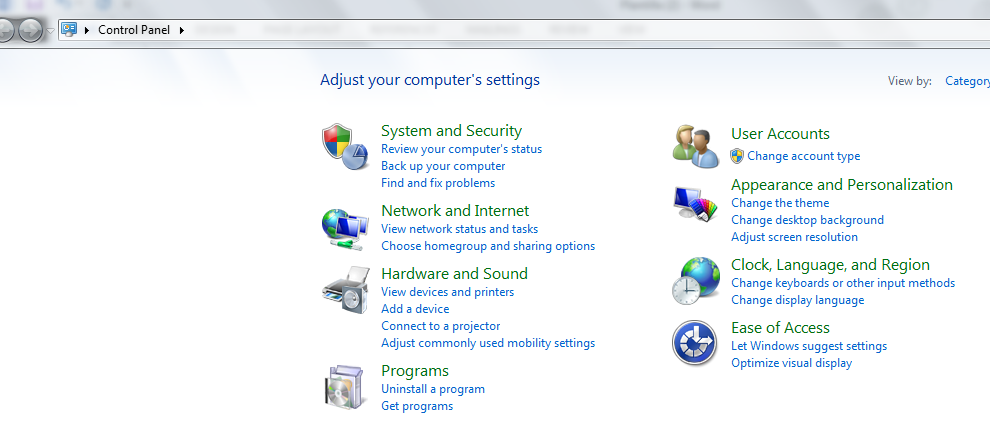 Control Panel
Adjust your computer's settings
View by: Category
System and Security
Review your computer's status
Back up your computer
Find and fix problems
Network and Internet
View network status and tasks
Choose homegroup and sharing options
Hardware and Sound
View devices and printers
Add a device
Connect to a projector
Adjust commonly used mobility settings
Programs
Uninstall a program
Get programs
User Accounts
Change account type
Appearance and Personalization
Change the theme
Change desktop background
Adjust screen resolution
Clock, Language, and Region
Change keyboards or other input methods
Change display language
Ease of Access
Let Windows suggest settings
Optimize visual display